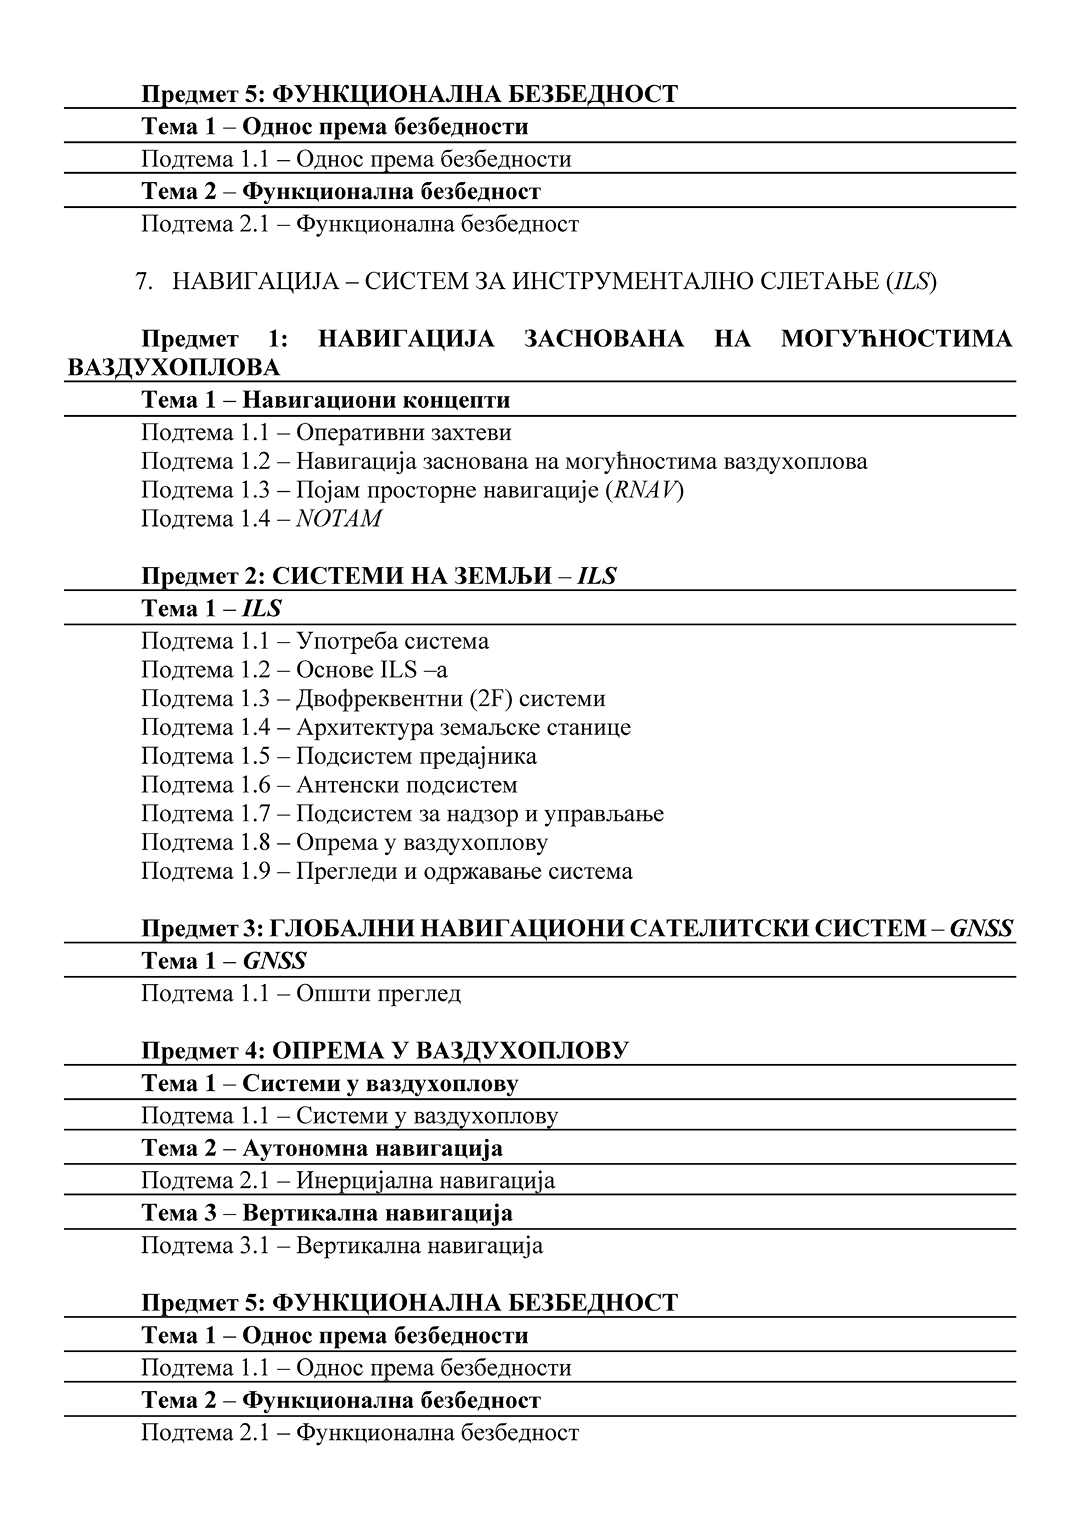 Предмет 5: ФУНКЦИОНАЛНА БЕЗБЕДНОСТ
Тема 1 – Однос према безбедности
Подтема 1.1 – Однос према безбедности
Тема 2 – Функционална безбедност
Подтема 2.1 – Функционална безбедност
7. НАВИГАЦИЈА – СИСТЕМ ЗА ИНСТРУМЕНТАЛНО СЛЕТАЊЕ (ILS)
Предмет 1: НАВИГАЦИЈА ЗАСНОВАНА НА МОГУЋНОСТИМА
ВАЗДУХОПЛОВА
Тема 1 – Навигациони концепти
Подтема 1.1 – Оперативни захтеви
Подтема 1.2 – Навигација заснована на могућностима ваздухоплова
Подтема 1.3 – Појам просторне навигације (RNAV)
Подтема 1.4 – NOTAM
Предмет 2: СИСТЕМИ НА ЗЕМЉИ – ILS
Тема 1 – ILS
Подтема 1.1 – Употреба система
Подтема 1.2 – Основе ILS –а
Подтема 1.3 – Двофреквентни (2F) системи
Подтема 1.4 – Архитектура земаљске станице
Подтема 1.5 – Подсистем предајника
Подтема 1.6 – Антенски подсистем
Подтема 1.7 – Подсистем за надзор и управљање
Подтема 1.8 – Опрема у ваздухоплову
Подтема 1.9 – Прегледи и одржавање система
Предмет 3: ГЛОБАЛНИ НАВИГАЦИОНИ САТЕЛИТСКИ СИСТЕМ – GNSS
Тема 1 – GNSS
Подтема 1.1 – Општи преглед
Предмет 4: ОПРЕМА У ВАЗДУХОПЛОВУ
Тема 1 – Системи у ваздухоплову
Подтема 1.1 – Системи у ваздухоплову
Тема 2 – Аутономна навигација
Подтема 2.1 – Инерцијална навигација
Тема 3 – Вертикална навигација
Подтема 3.1 – Вертикална навигација
Предмет 5: ФУНКЦИОНАЛНА БЕЗБЕДНОСТ
Тема 1 – Однос према безбедности
Подтема 1.1 – Однос према безбедности
Тема 2 – Функционална безбедност
Подтема 2.1 – Функционална безбедност